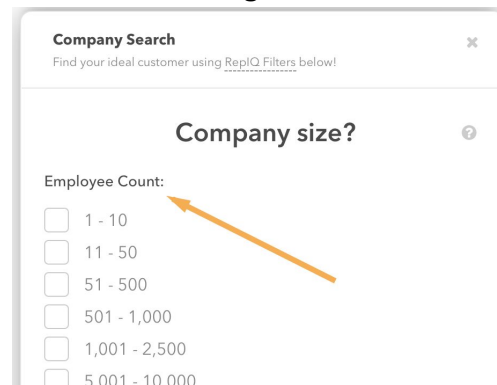 Company Search
Find your ideal customer using RepIQ Filters below!
Company size?
Employee Count:
1 - 10
11 - 50
51 - 500
501 - 1,000
1,001 - 2,500
5,001 - 10,000